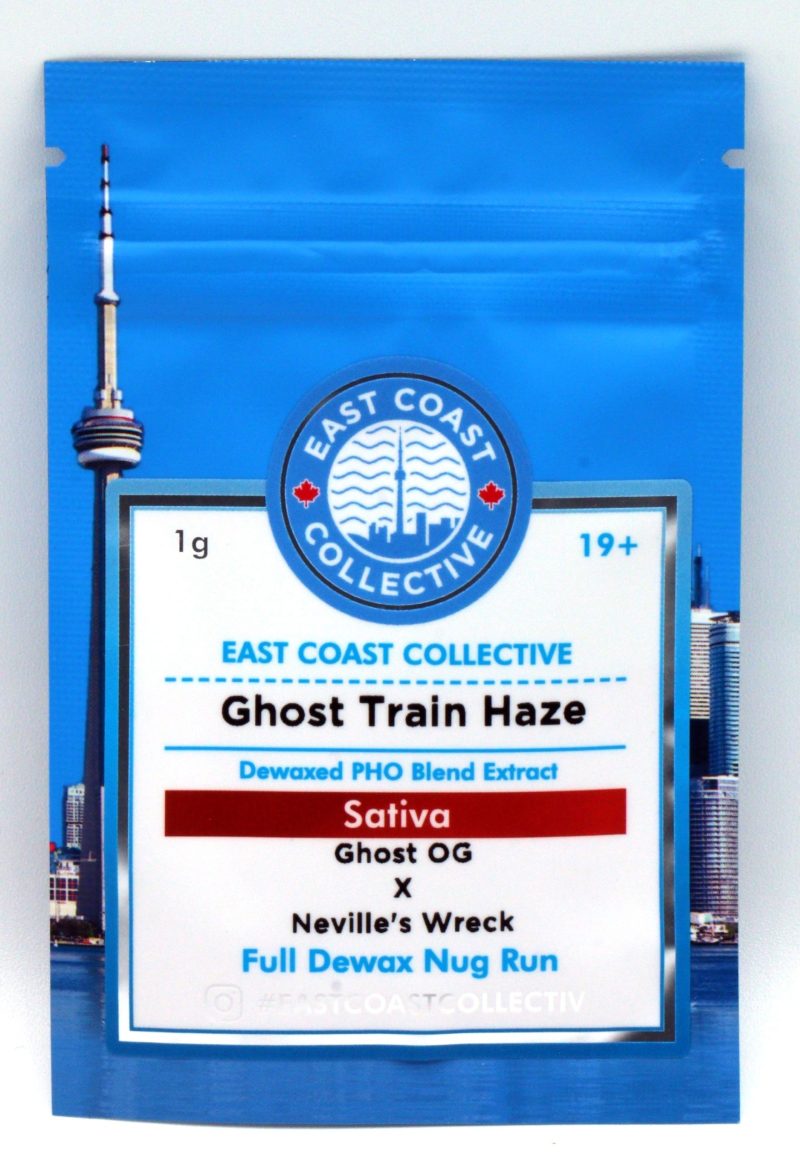 EAST COAST
COLLECTIVE
1g
19+
EAST COAST COLLECTIVE
Ghost Train Haze
Dewaxed PHO Blend Extract
Sativa
Ghost OG
X
Neville's Wreck
Full Dewax Nug Run
#EASTCOASTCOLLECTIV